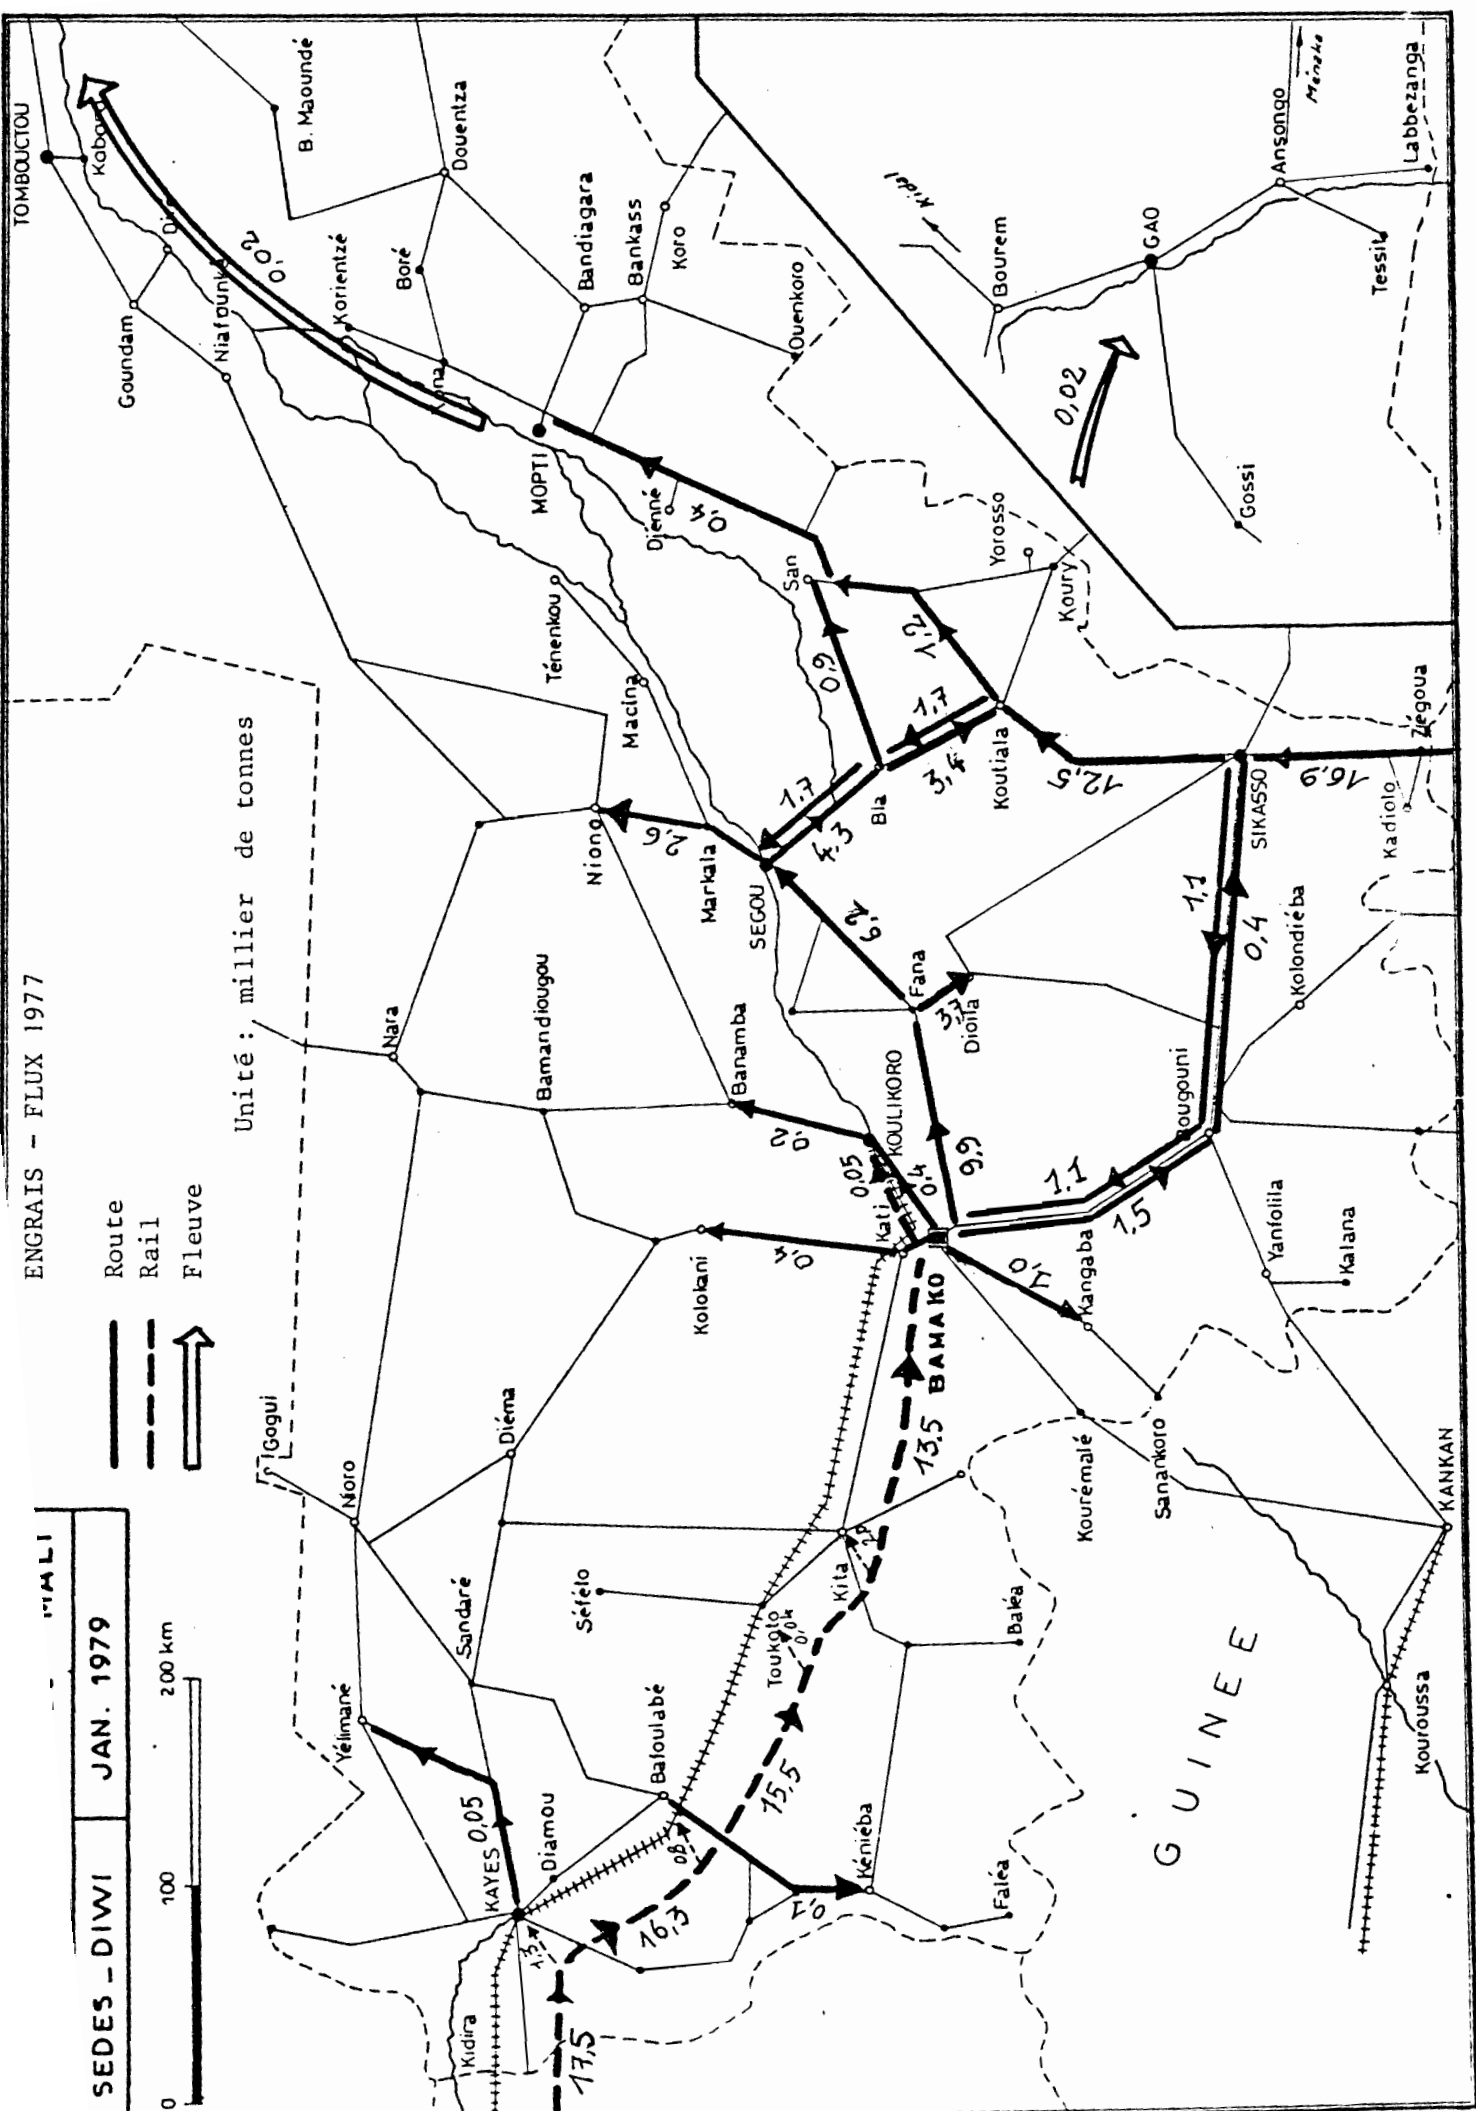 ENGRAIS - FLUX 1977
Unité : millier de tonnes
Route
Rail
Fleuve
MALI
SEDES _ DIWI
JAN. 1979
0
100
200 km
TOMBOUCTOU
Goundam
Niafounké
Korientzé
B. Maoundé
Douentza
Boré
Bandiagara
Bankass
Koro
Ouenkoro
MOPTI
Djenné
0,02
0,4
Ténenkou
Macina
San
Yorosso
Koury
Kidal
Bourem
GAO
Ansongo
Ménaka
Labbezanga
Tessit
Gossi
0,02
Niono
Markala
SEGOU
Bla
Koutiala
SIKASSO
Kadiolo
Zégoua
0,9
1,2
1,7
3,4
1,7
4,3
12,5
16,9
6,2
Nara
Bamandiougou
Banamba
KOULIKORO
Fana
Dioïla
3,7
9,9
0,05
0,4
Kolondiéba
Bougouni
1,1
0,4
1,1
1,5
Yanfolila
Kalana
Kangaba
Kolokani
0,4
Kati
BAMAKO
13,5
Gogui
Nioro
Diéma
Sandaré
Séféto
Toukoto
Kita
Kourémalé
Sanankoro
KANKAN
Kouroussa
Baléa
GUINEE
Yélimané
KAYES
0,05
Diamou
Bafoulabé
15,5
16,3
1,3
0,1
Kéniéba
Faléa
Kidira
17,5